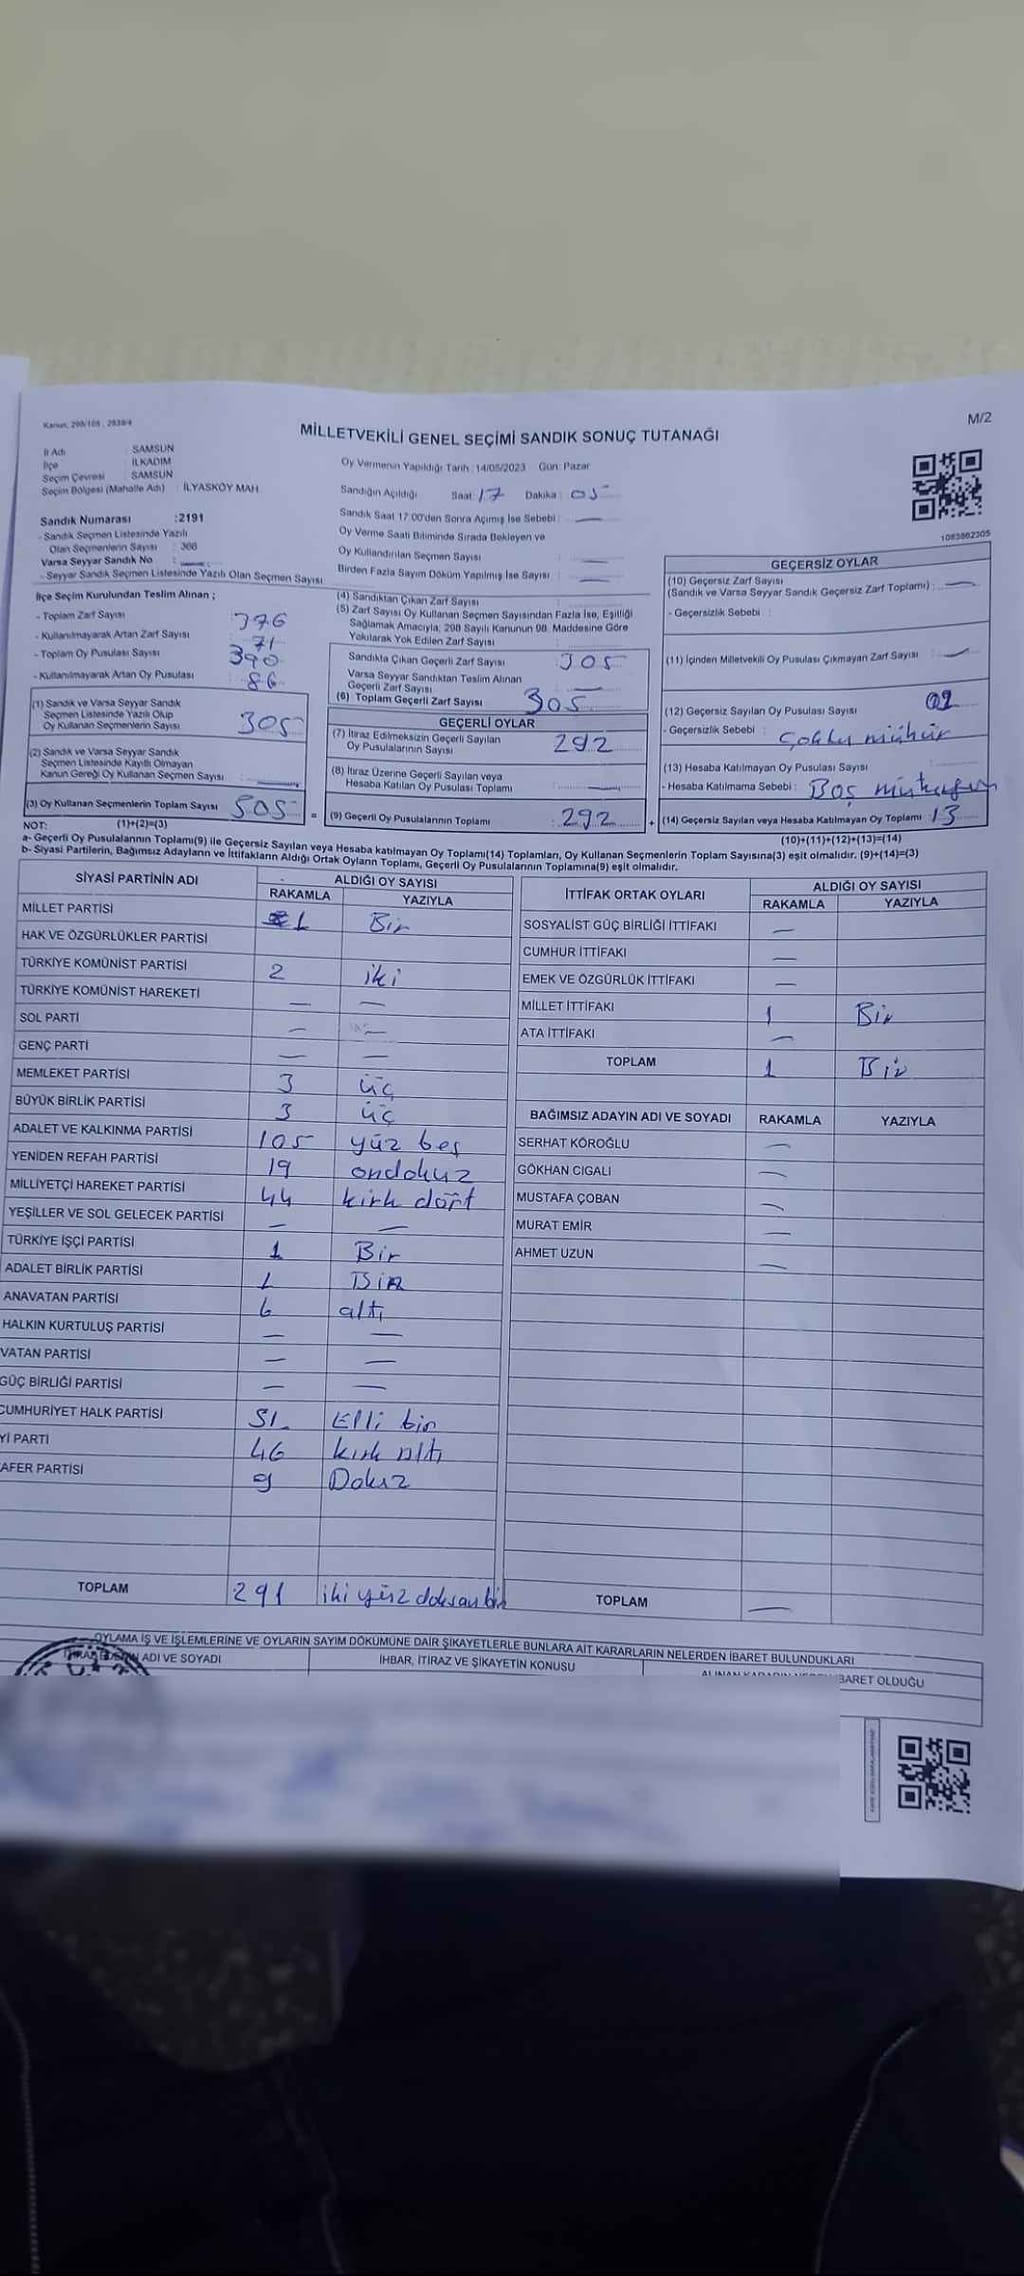 Kanun, 298/105 , 2839/4
M/2
MİLLETVEKİLİ GENEL SEÇİMİ SANDIK SONUÇ TUTANAĞI
İl Adı : SAMSUN
İlçe : İLKADIM
Seçim Çevresi : SAMSUN
Seçim Bölgesi (Mahalle Adı) : İLYASKÖY MAH
Oy Vermenin Yapıldığı Tarih : 14/05/2023 Gün: Pazar
Sandığın Açıldığı Saat : 17 Dakika : 05
Sandık Saat 17:00'den Sonra Açımış İse Sebebi : —
Oy Verme Saati Bitiminde Sırada Bekleyen ve
Oy Kullandırılan Seçmen Sayısı
Birden Fazla Sayım Döküm Yapılmış İse Sayısı : —
Sandık Numarası :2191
- Sandık Seçmen Listesinde Yazılı
Olan Seçmenlerin Sayısı : 366
Varsa Seyyar Sandık No : —
- Seyyar Sandık Seçmen Listesinde Yazılı Olan Seçmen Sayısı
İlçe Seçim Kurulundan Teslim Alınan ;
- Toplam Zarf Sayısı 376
- Kullanılmayarak Artan Zarf Sayısı 71
- Toplam Oy Pusulası Sayısı 390
- Kullanılmayarak Artan Oy Pusulası 86
(1) Sandık ve Varsa Seyyar Sandık
Seçmen Listesinde Yazılı Olup
Oy Kullanan Seçmenlerin Sayısı 305
(2) Sandık ve Varsa Seyyar Sandık
Seçmen Listesinde Kayıtlı Olmayan
Kanun Gereği Oy Kullanan Seçmen Sayısı : —
(3) Oy Kullanan Seçmenlerin Toplam Sayısı 505 =
(1)+(2)=(3)
(4) Sandıktan Çıkan Zarf Sayısı
(5) Zarf Sayısı Oy Kullanan Seçmen Sayısından Fazla İse, Eşitliği
Sağlamak Amacıyla; 298 Sayılı Kanunun 98. Maddesine Göre
Yakılarak Yok Edilen Zarf Sayısı
Sandıkta Çıkan Geçerli Zarf Sayısı : 305
Varsa Seyyar Sandıktan Teslim Alınan
Geçerli Zarf Sayısı —
(6) Toplam Geçerli Zarf Sayısı 305
GEÇERLİ OYLAR
(7) İtiraz Edilmeksizin Geçerli Sayılan
Oy Pusulalarının Sayısı 292
(8) İtiraz Üzerine Geçerli Sayılan veya
Hesaba Katılan Oy Pusulası Toplamı —
(9) Geçerli Oy Pusulalarının Toplamı : 292 +
1083862305
GEÇERSİZ OYLAR
(10) Geçersiz Zarf Sayısı
(Sandık ve Varsa Seyyar Sandık Geçersiz Zarf Toplamı) : —
- Geçersizlik Sebebi :
(11) İçinden Milletvekili Oy Pusulası Çıkmayan Zarf Sayısı : —
(12) Geçersiz Sayılan Oy Pusulası Sayısı
- Geçersizlik Sebebi : Çoklu mühür
(13) Hesaba Katılmayan Oy Pusulası Sayısı
- Hesaba Katılmama Sebebi : Boş
(14) Geçersiz Sayılan veya Hesaba Katılmayan Oy Toplamı : 13
(10)+(11)+(12)+(13)=(14)
NOT:
a- Geçerli Oy Pusulalarının Toplamı(9) ile Geçersiz Sayılan veya Hesaba katılmayan Oy Toplamı(14) Toplamları, Oy Kullanan Seçmenlerin Toplam Sayısına(3) eşit olmalıdır. (9)+(14)=(3)
b- Siyasi Partilerin, Bağımsız Adayların ve İttifakların Aldığı Ortak Oyların Toplamı, Geçerli Oy Pusulalarının Toplamına(9) eşit olmalıdır.
SİYASİ PARTİNİN ADI ALDIĞI OY SAYISI
RAKAMLA YAZIYLA
MİLLET PARTİSİ 1 Bir
HAK VE ÖZGÜRLÜKLER PARTİSİ
TÜRKİYE KOMÜNİST PARTİSİ 2 iki
TÜRKİYE KOMÜNİST HAREKETİ — —
SOL PARTİ — —
GENÇ PARTİ — —
MEMLEKET PARTİSİ 3 üç
BÜYÜK BİRLİK PARTİSİ 3 üç
ADALET VE KALKINMA PARTİSİ 105 yüz beş
YENİDEN REFAH PARTİSİ 19 ondokuz
MİLLİYETÇİ HAREKET PARTİSİ 44 kırk dört
YEŞİLLER VE SOL GELECEK PARTİSİ — —
TÜRKİYE İŞÇİ PARTİSİ 1 Bir
ADALET BİRLİK PARTİSİ 1 BİR
ANAVATAN PARTİSİ 6 altı
HALKIN KURTULUŞ PARTİSİ — —
VATAN PARTİSİ — —
GÜÇ BİRLİĞİ PARTİSİ — —
CUMHURİYET HALK PARTİSİ 51 Elli bir
Yİ PARTİ 46 kırk altı
AFER PARTİSİ 9 Dokuz
TOPLAM 291 iki yüz doksan bir
İTTİFAK ORTAK OYLARI ALDIĞI OY SAYISI
RAKAMLA YAZIYLA
SOSYALİST GÜÇ BİRLİĞİ İTTİFAKI —
CUMHUR İTTİFAKI —
EMEK VE ÖZGÜRLÜK İTTİFAKI —
MİLLET İTTİFAKI 1 Bir
ATA İTTİFAKI —
TOPLAM 1 Bir
BAĞIMSIZ ADAYIN ADI VE SOYADI RAKAMLA YAZIYLA
SERHAT KÖROĞLU —
GÖKHAN CIGALI —
MUSTAFA ÇOBAN —
MURAT EMİR —
AHMET UZUN —
TOPLAM —
OYLAMA İŞ VE İŞLEMLERİNE VE OYLARIN SAYIM DÖKÜMÜNE DAİR ŞİKAYETLERLE BUNLARA AİT KARARLARIN NELERDEN İBARET BULUNDUKLARI
ADI VE SOYADI İHBAR, İTİRAZ VE ŞİKAYETİN KONUSU İBARET OLDUĞU